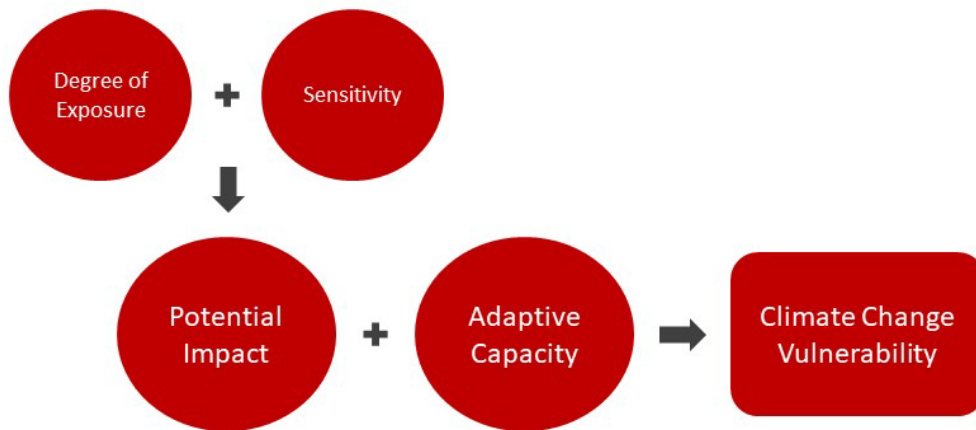 Degree of
Exposure
Sensitivity
Potential
Impact
Adaptive
Capacity
Climate Change
Vulnerability